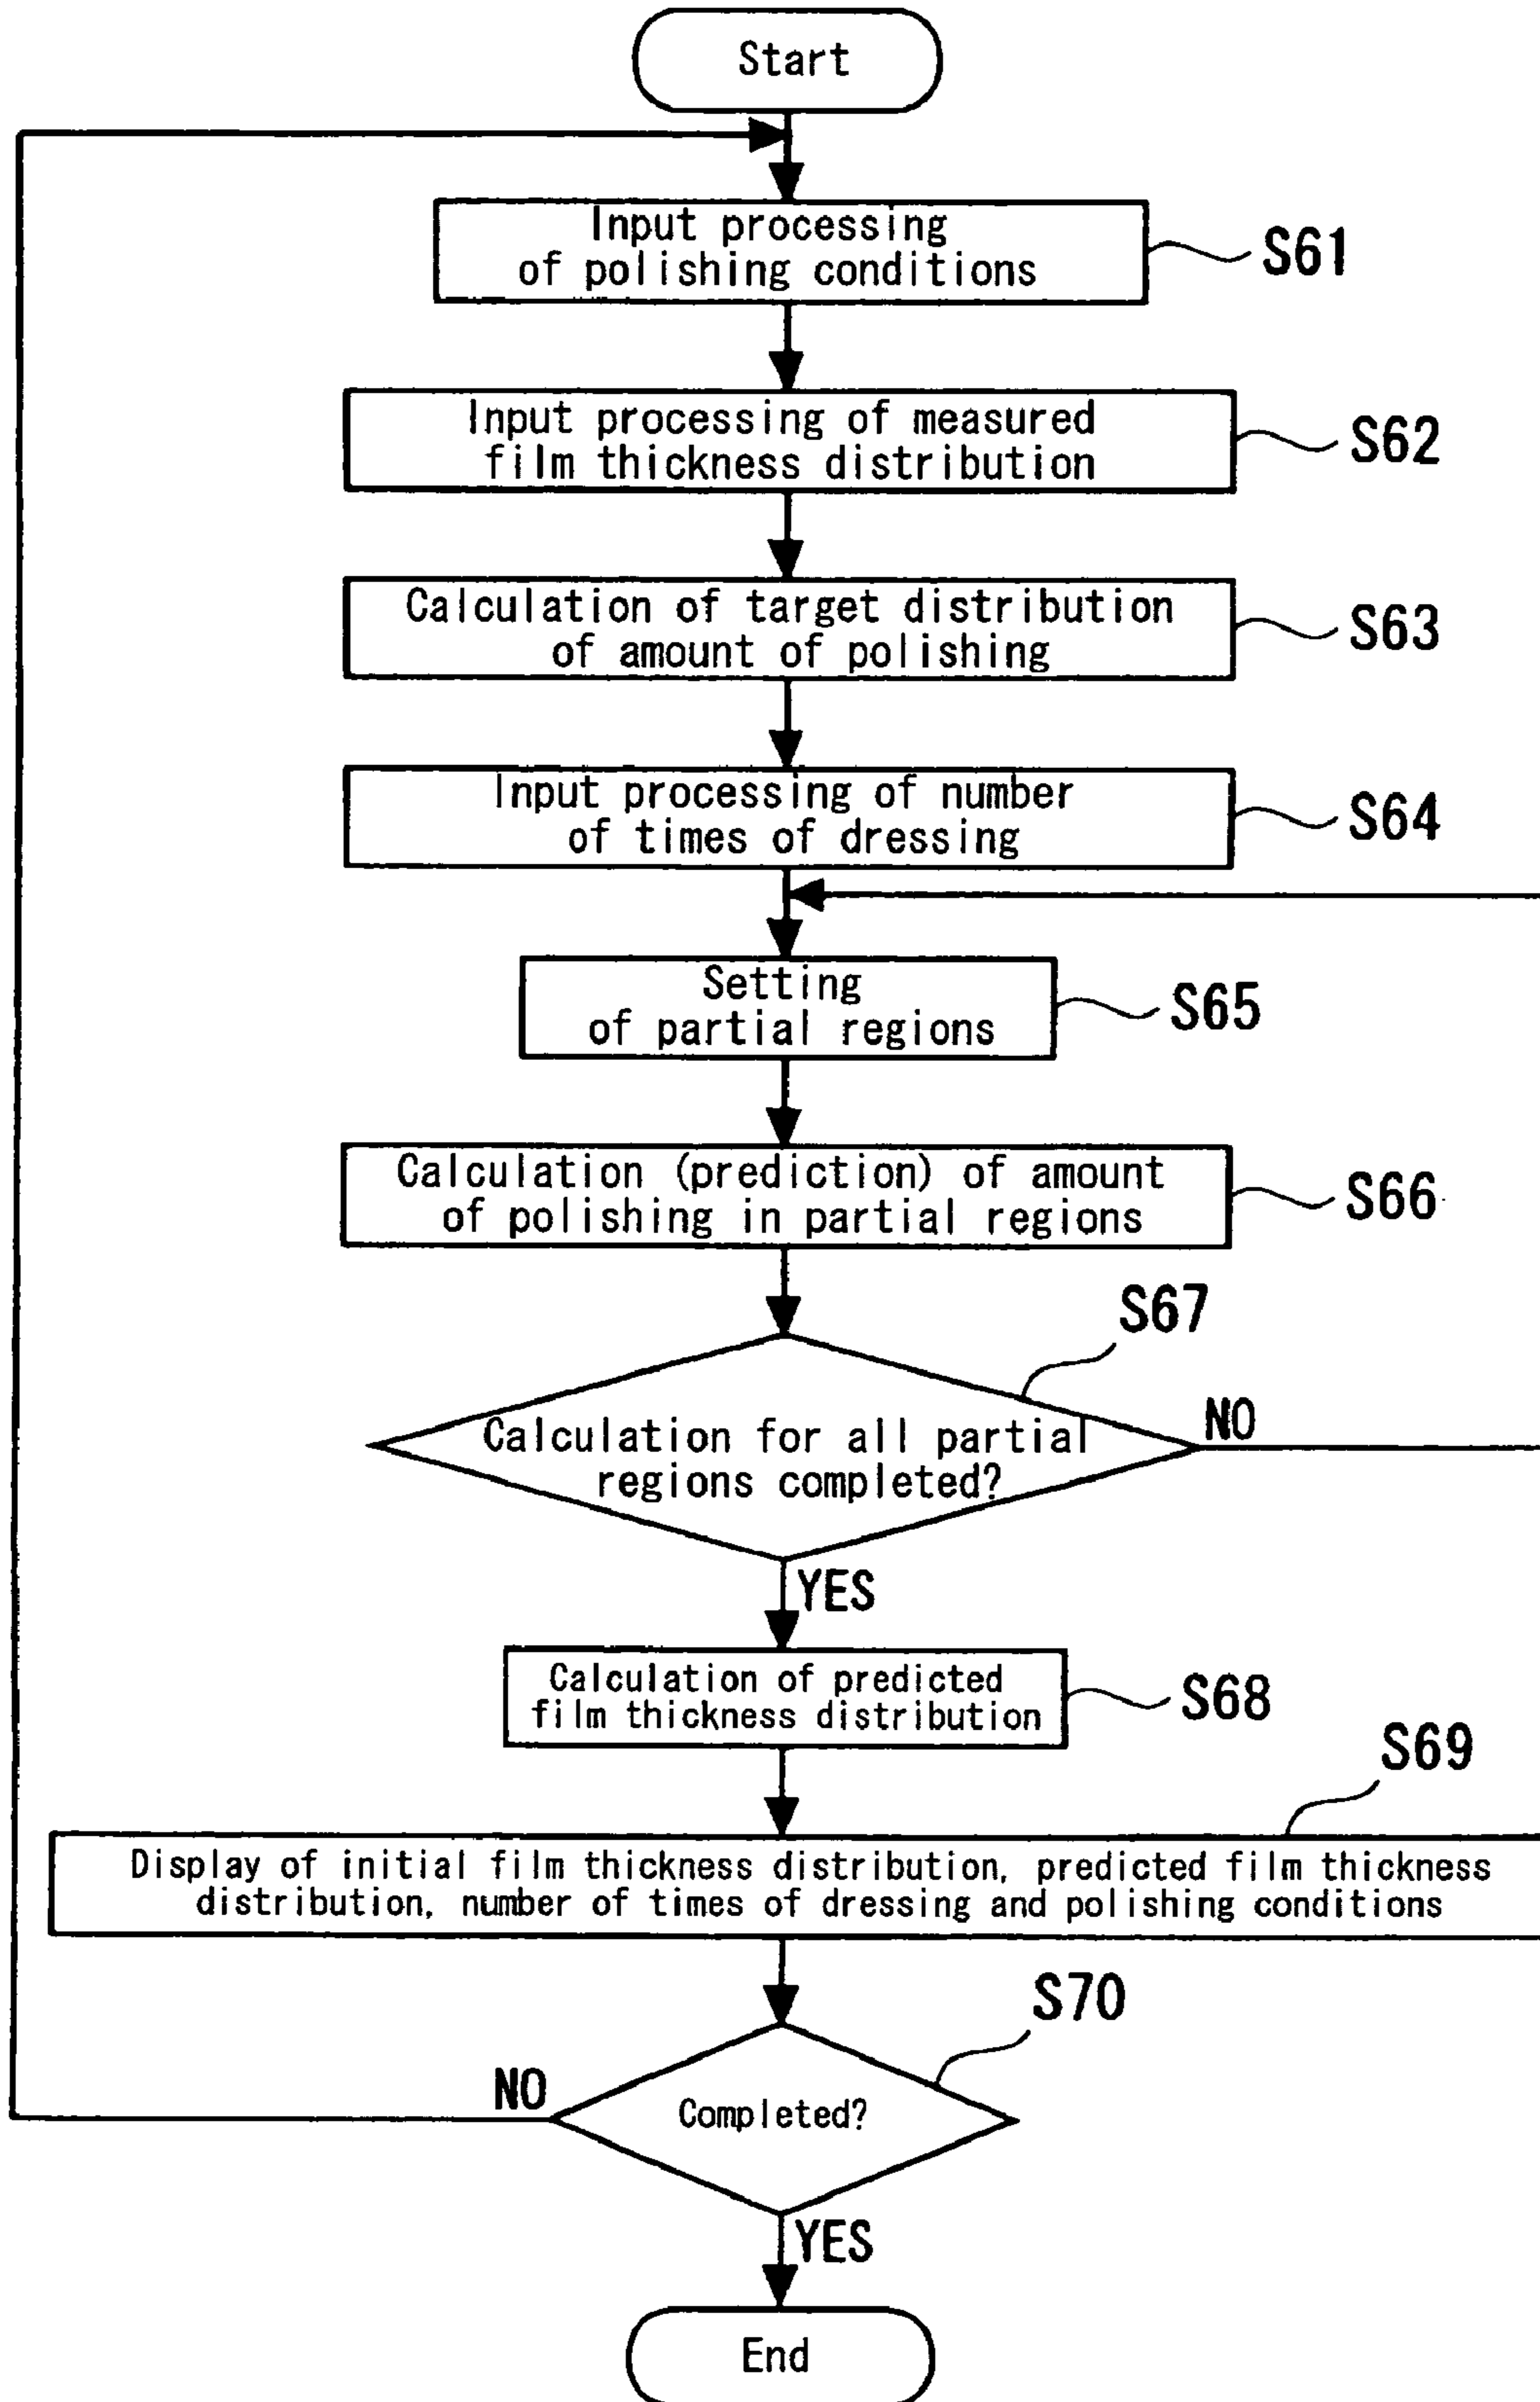 Start
Input processing
of polishing conditions
S61
Input processing of measured
film thickness distribution
S62
Calculation of target distribution
of amount of polishing
S63
Input processing of number
of times of dressing
S64
Setting
of partial regions
S65
Calculation (prediction) of amount
of polishing in partial regions
S66
S67
Calculation for all partial
regions completed?
NO
YES
Calculation of predicted
film thickness distribution
S68
S69
Display of initial film thickness distribution, predicted film thickness
distribution, number of times of dressing and polishing conditions
S70
NO
Completed?
YES
End